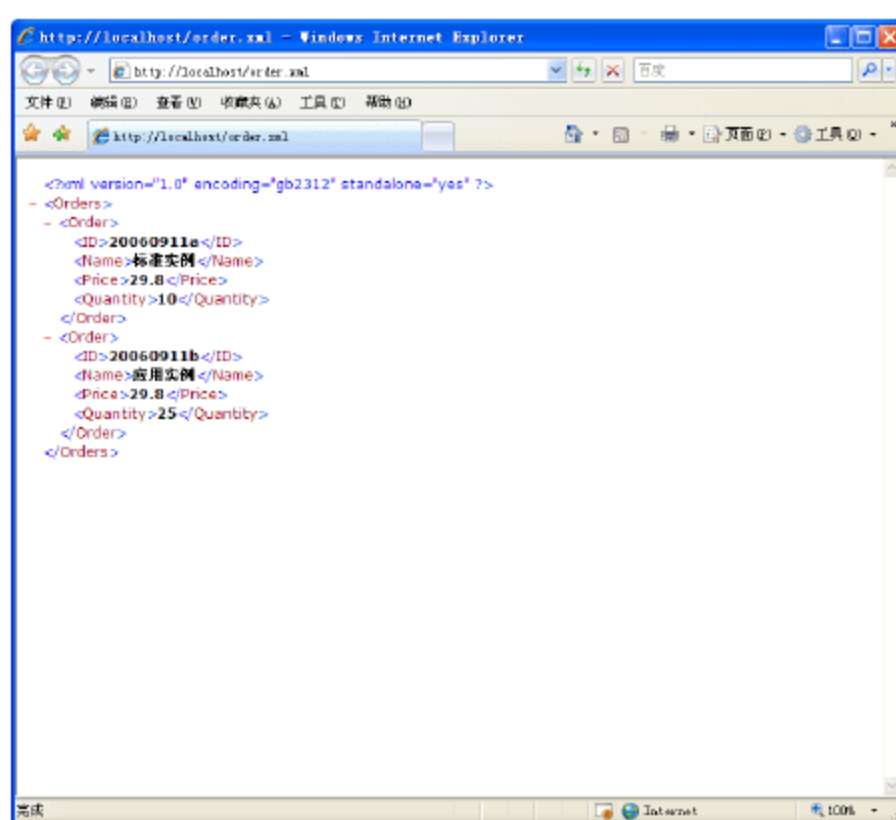 http://localhost/order.xml - Windows Internet Explorer
http://localhost/order.xml 百度
文件(F) 编辑(E) 查看(V) 收藏夹(A) 工具(T) 帮助(H)
http://localhost/order.xml 页面(P) 工具(O)
<?xml version="1.0" encoding="gb2312" standalone="yes" ?>
- <Orders>
- <Order>
<ID>20060911a</ID>
<Name>标准实例</Name>
<Price>29.8</Price>
<Quantity>10</Quantity>
</Order>
- <Order>
<ID>20060911b</ID>
<Name>应用实例</Name>
<Price>29.8</Price>
<Quantity>25</Quantity>
</Order>
</Orders>
完成 Internet 100%